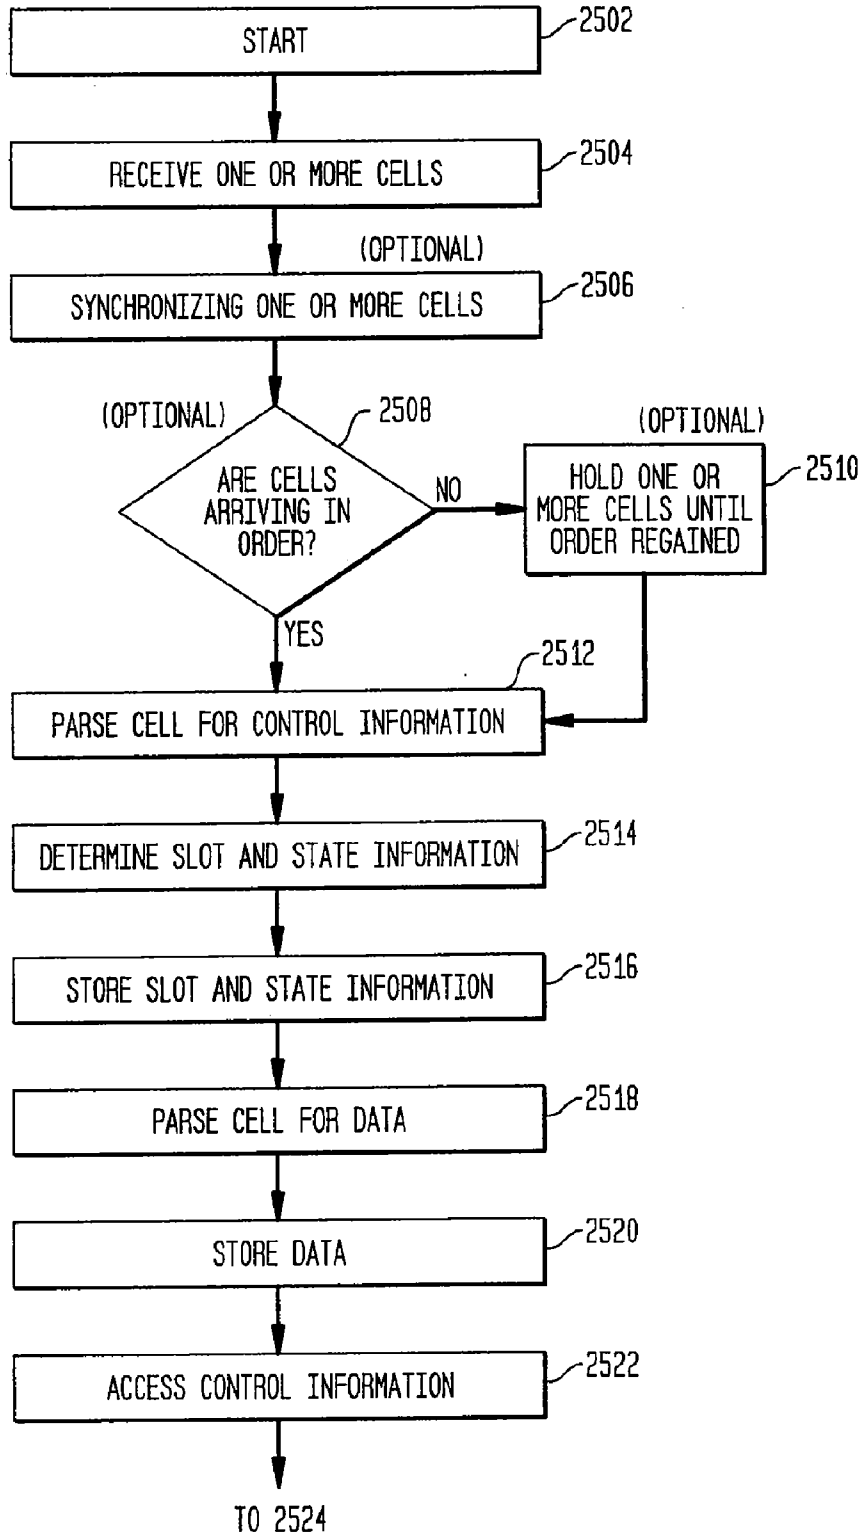 START
2502
RECEIVE ONE OR MORE CELLS
2504
(OPTIONAL)
SYNCHRONIZING ONE OR MORE CELLS
2506
(OPTIONAL)
2508
ARE CELLS
ARRIVING IN
ORDER?
NO
(OPTIONAL)
HOLD ONE OR
MORE CELLS UNTIL
ORDER REGAINED
2510
YES
2512
PARSE CELL FOR CONTROL INFORMATION
DETERMINE SLOT AND STATE INFORMATION
2514
STORE SLOT AND STATE INFORMATION
2516
PARSE CELL FOR DATA
2518
STORE DATA
2520
ACCESS CONTROL INFORMATION
2522
TO 2524